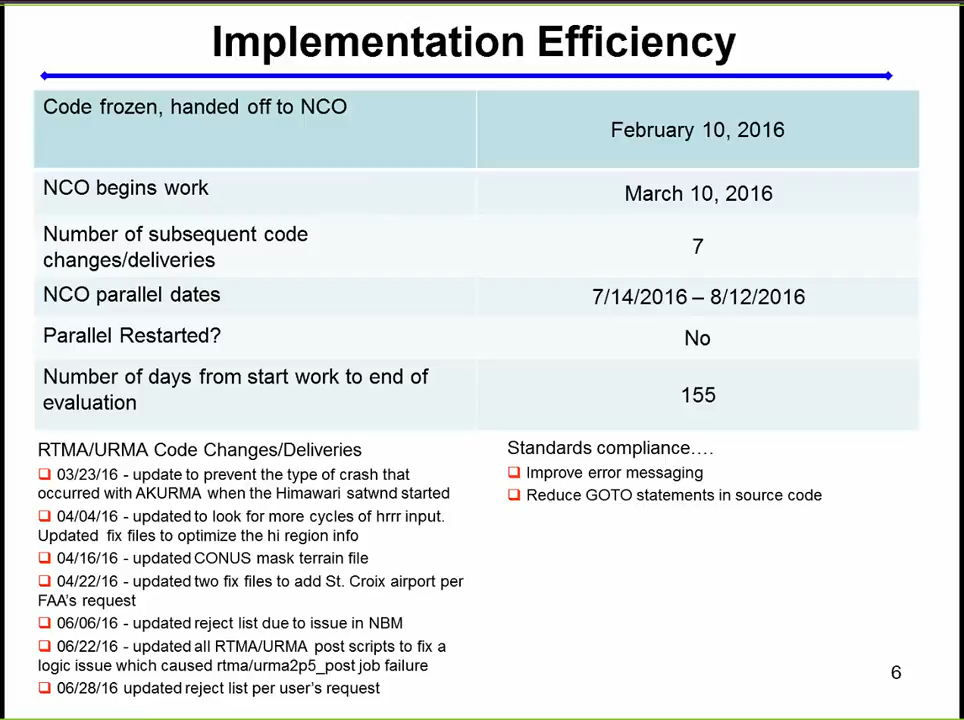 Implementation Efficiency
Code frozen, handed off to NCO
February 10, 2016
NCO begins work
March 10, 2016
Number of subsequent code
changes/deliveries
7
NCO parallel dates
7/14/2016 – 8/12/2016
Parallel Restarted?
No
Number of days from start work to end of
evaluation
155
RTMA/URMA Code Changes/Deliveries
03/23/16 - update to prevent the type of crash that
occurred with AKURMA when the Himawari satwnd started
04/04/16 - updated to look for more cycles of hrrr input.
Updated fix files to optimize the hi region info
04/16/16 - updated CONUS mask terrain file
04/22/16 - updated two fix files to add St. Croix airport per
FAA's request
06/06/16 - updated reject list due to issue in NBM
06/22/16 - updated all RTMA/URMA post scripts to fix a
logic issue which caused rtma/urma2p5_post job failure
06/28/16 updated reject list per user's request
Standards compliance….
Improve error messaging
Reduce GOTO statements in source code
6